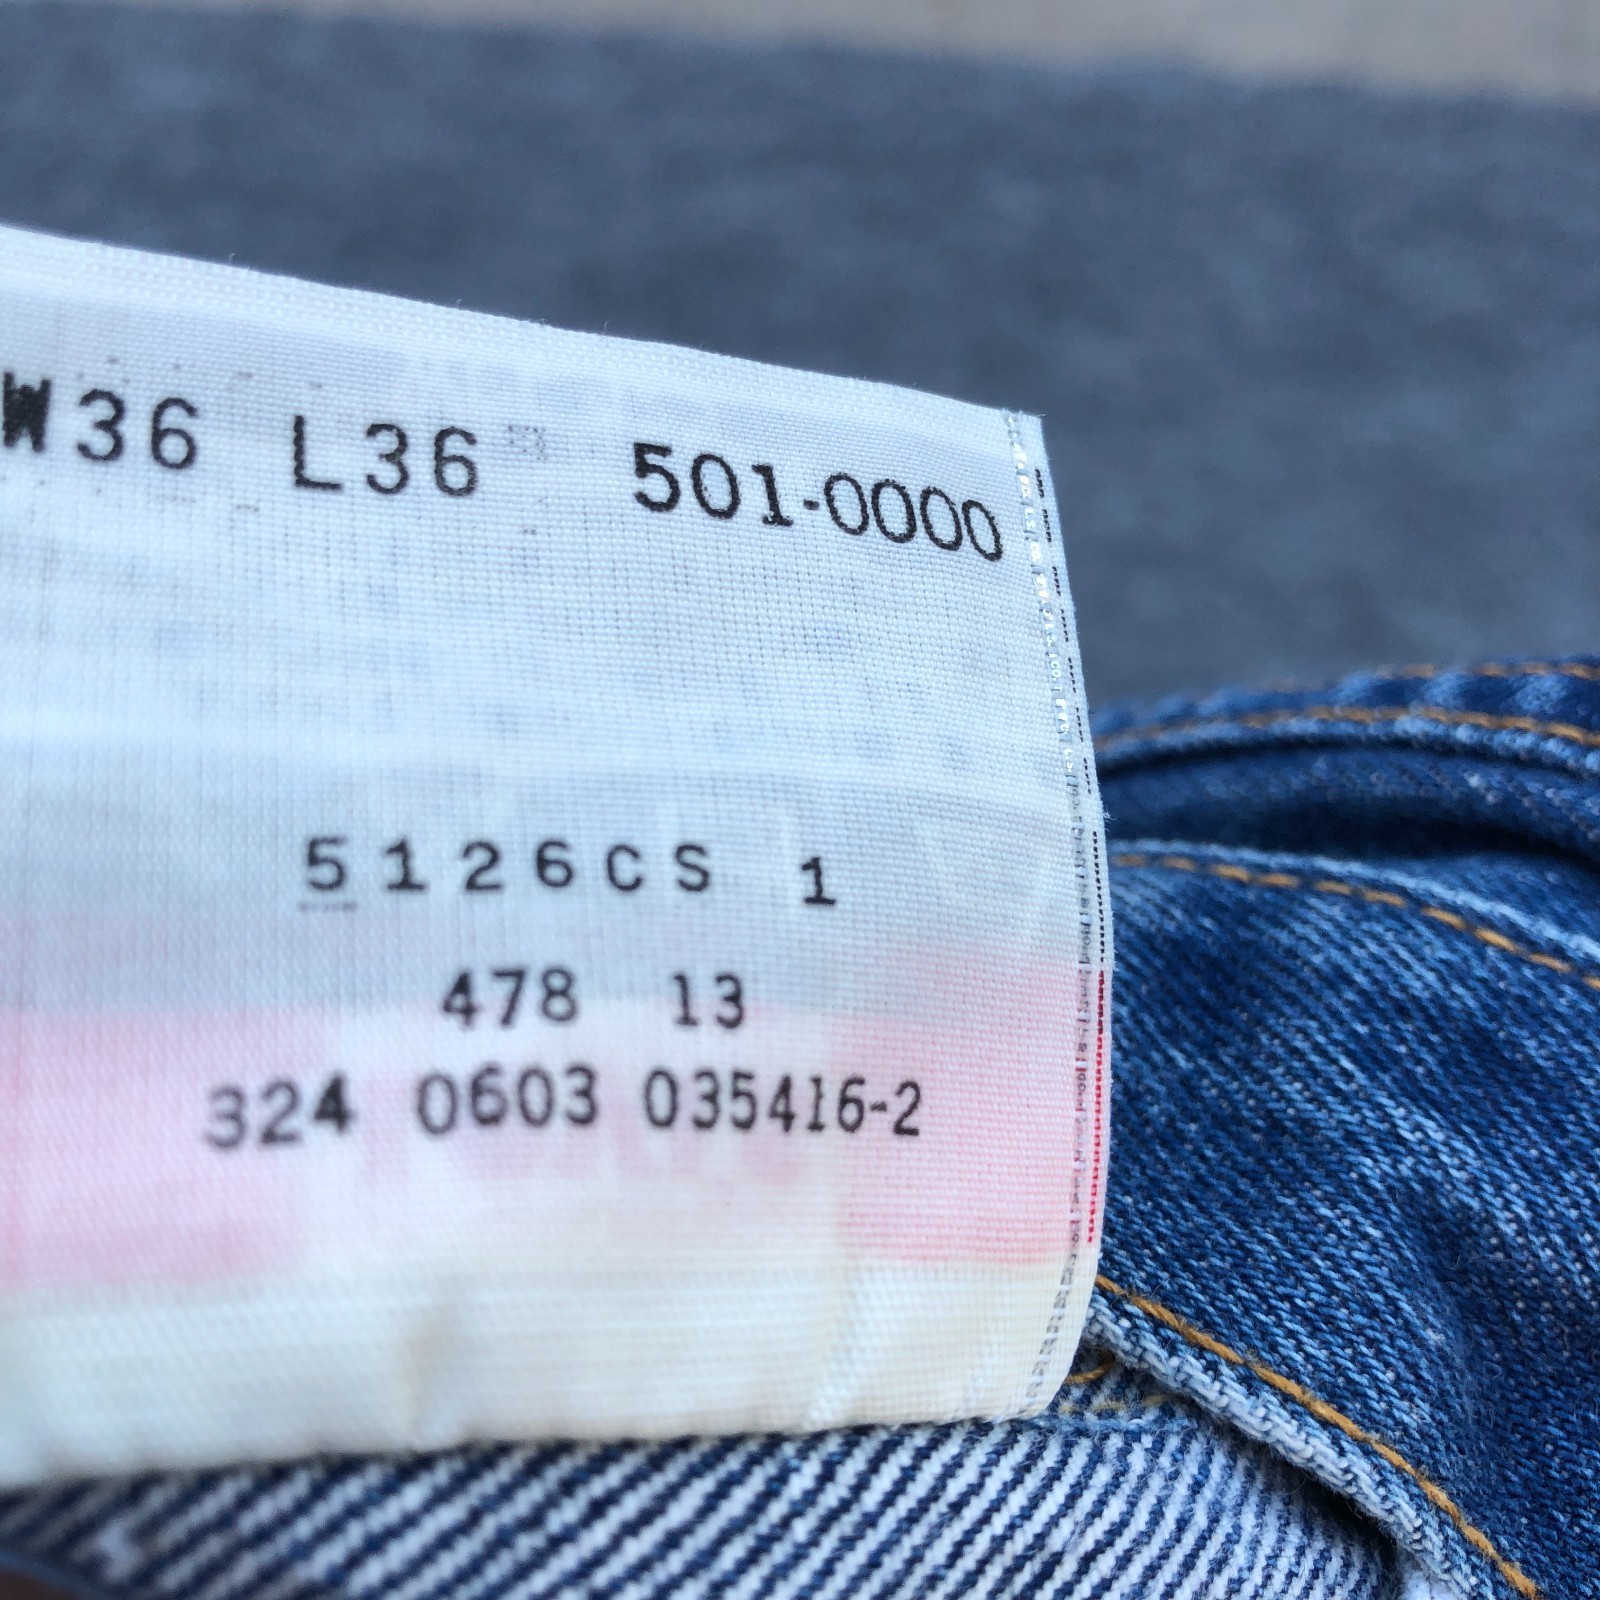 W36 L36 501-0000
5126CS 1
478 13
324 0603 035416-2